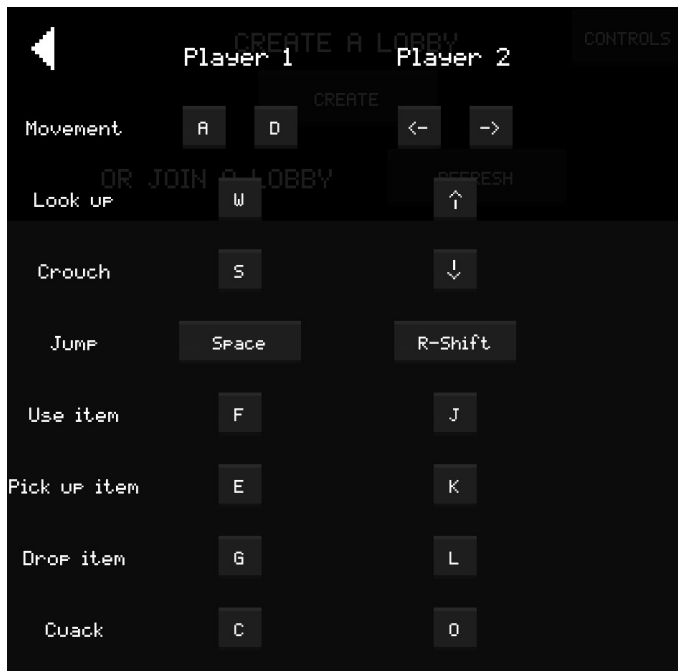 CREATE A LOBBY
CONTROLS
Player 1 Player 2
CREATE
Movement A D <- ->
OR JOIN A LOBBY REFRESH
Look up W ↑
Crouch S ↓
Jump Space R-Shift
Use item F J
Pick up item E K
Drop item G L
Cuack C O